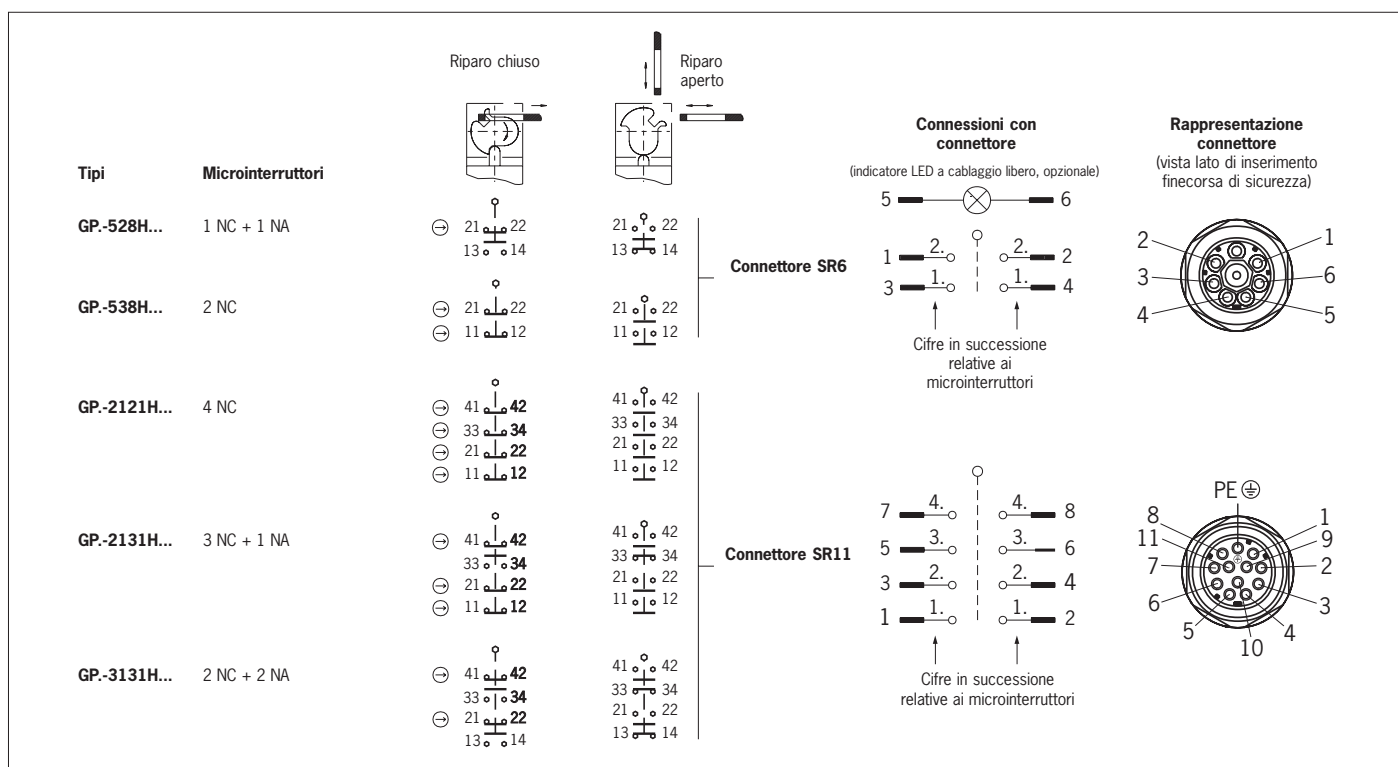 Riparo chiuso
Riparo
aperto
Tipi
Microinterruttori
Connessioni con
connettore
(indicatore LED a cablaggio libero, opzionale)
Rappresentazione
connettore
(vista lato di inserimento
finecorsa di sicurezza)
GP.-528H...
1 NC + 1 NA
21 22
13 14
21 22
13 14
GP.-538H...
2 NC
21 22
11 12
21 22
11 12
Connettore SR6
5 6
1 2. 2. 2
3 1. 1. 4
Cifre in successione
relative ai
microinterruttori
2 1
3 6
4 5
GP.-2121H...
4 NC
41 42
33 34
21 22
11 12
41 42
33 34
21 22
11 12
GP.-2131H...
3 NC + 1 NA
41 42
33 34
21 22
11 12
41 42
33 34
21 22
11 12
GP.-3131H...
2 NC + 2 NA
41 42
33 34
21 22
13 14
41 42
33 34
21 22
13 14
Connettore SR11
7 4. 4. 8
5 3. 3. 6
3 2. 2. 4
1 1. 1. 2
Cifre in successione
relative ai microinterruttori
PE
8 1
11 9
7 2
6 3
5 4
10